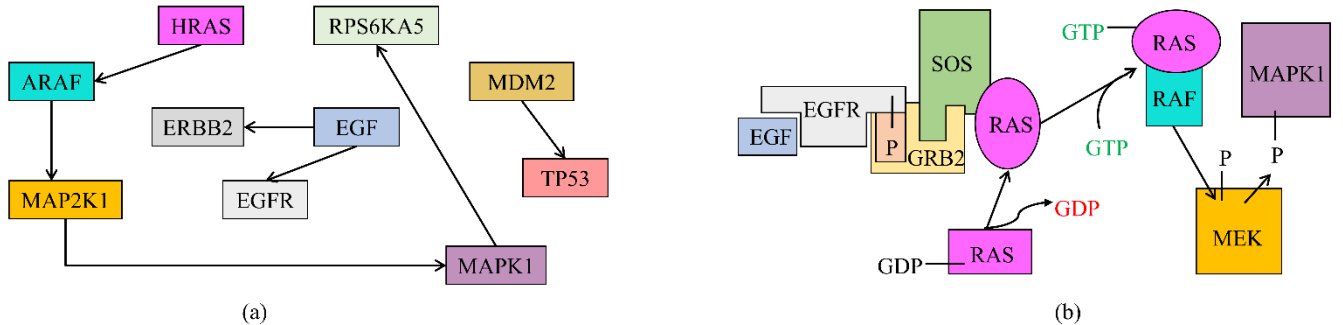 HRAS
RPS6KA5
ARAF
MDM2
ERBB2
EGF
TP53
MAP2K1
EGFR
MAPK1
(a)
SOS
GTP
RAS
MAPK1
EGFR
RAF
EGF
P
GRB2
RAS
GTP
P
P
GDP
MEK
GDP
RAS
(b)